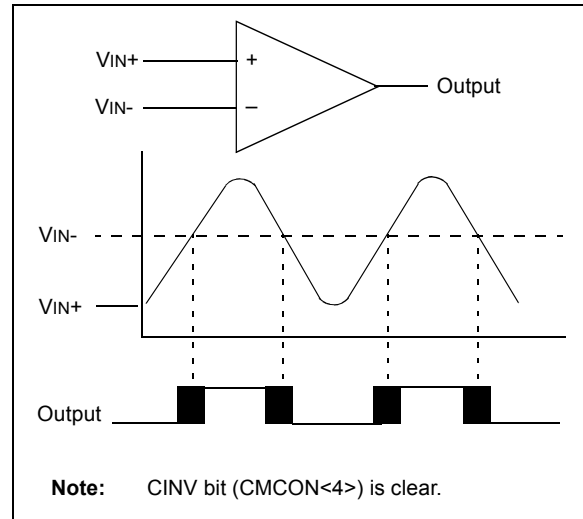 VIN+
+
Output
VIN-
–
VIN-
VIN+
Output
Note: CINV bit (CMCON<4>) is clear.